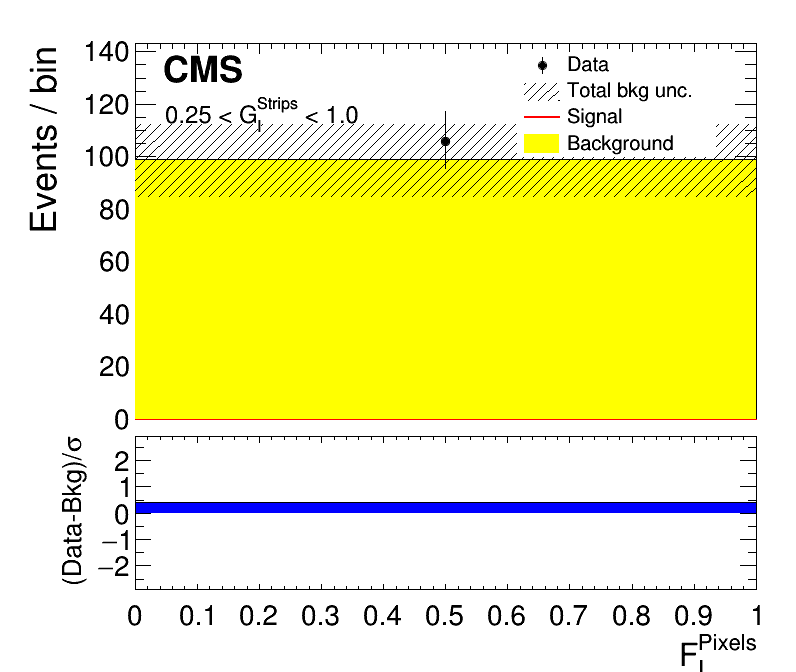 Events / bin
140
120
100
80
60
40
20
0
CMS
0.25 < G_I^Strips < 1.0
Data
Total bkg unc.
Signal
Background
(Data-Bkg)/σ
2
1
0
−1
−2
0 0.1 0.2 0.3 0.4 0.5 0.6 0.7 0.8 0.9 1
F_I^Pixels